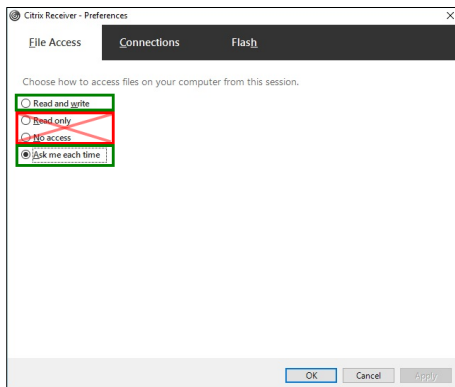 Citrix Receiver - Preferences
File Access Connections Flash
Choose how to access files on your computer from this session.
Read and write
Read only
No access
Ask me each time
OK Cancel Apply